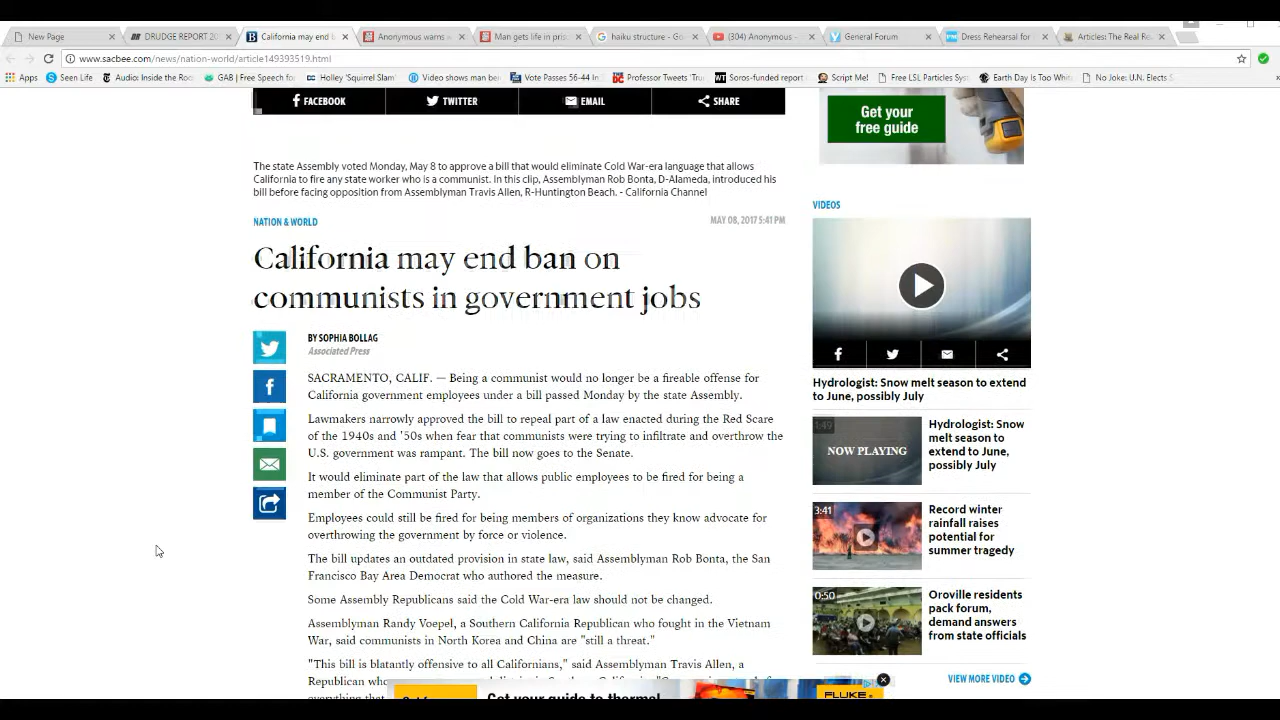 New Page
DRUDGE REPORT 20
California may end b
Anonymous warns w
Man gets life in priso
haiku structure - Go
(304) Anonymous -
General Forum
Dress Rehearsal for
Articles: The Real Re
www.sacbee.com/news/nation-world/article149393519.html
Apps
Seen Life
Audio: Inside the Roo
GAB | Free Speech fo
Holley 'Squirrel Slam
Video shows man be
Vote Passes 56-44 In
Professor Tweets 'Tru
Soros-funded report
Script Me!
Free LSL Particles Sys
Earth Day Is Too Whit
No Joke: U.N. Elects S
FACEBOOK
TWITTER
EMAIL
SHARE
Get your
free guide
The state Assembly voted Monday, May 8 to approve a bill that would eliminate Cold War-era language that allows
California to fire any state worker who is a communist. In this clip, Assemblyman Rob Bonta, D-Alameda, introduced his
bill before facing opposition from Assemblyman Travis Allen, R-Huntington Beach. - California Channel
NATION & WORLD
MAY 08, 2017 5:41 PM
California may end ban on
communists in government jobs
BY SOPHIA BOLLAG
Associated Press
SACRAMENTO, CALIF. — Being a communist would no longer be a fireable offense for
California government employees under a bill passed Monday by the state Assembly.
Lawmakers narrowly approved the bill to repeal part of a law enacted during the Red Scare
of the 1940s and '50s when fear that communists were trying to infiltrate and overthrow the
U.S. government was rampant. The bill now goes to the Senate.
It would eliminate part of the law that allows public employees to be fired for being a
member of the Communist Party.
Employees could still be fired for being members of organizations they know advocate for
overthrowing the government by force or violence.
The bill updates an outdated provision in state law, said Assemblyman Rob Bonta, the San
Francisco Bay Area Democrat who authored the measure.
Some Assembly Republicans said the Cold War-era law should not be changed.
Assemblyman Randy Voepel, a Southern California Republican who fought in the Vietnam
War, said communists in North Korea and China are "still a threat."
"This bill is blatantly offensive to all Californians," said Assemblyman Travis Allen, a
Republican who
everything that
Get your guide to thermal
FLUKE
VIDEOS
Hydrologist: Snow melt season to extend
to June, possibly July
1:49
NOW PLAYING
Hydrologist: Snow
melt season to
extend to June,
possibly July
3:41
Record winter
rainfall raises
potential for
summer tragedy
0:50
Oroville residents
pack forum,
demand answers
from state officials
VIEW MORE VIDEO